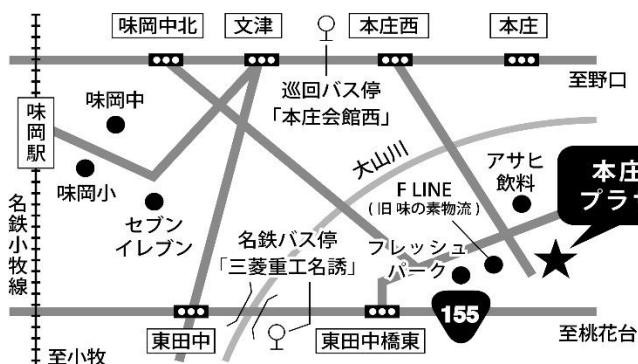 味岡中北
文津
本庄西
本庄
至野口
巡回バス停
「本庄会館西」
味岡中
味岡駅
味岡小
大山川
アサヒ
飲料
F LINE
(旧 味の素物流)
本庄
プラ
セブン
イレブン
名鉄小牧線
名鉄バス停
「三菱重工名誘」
フレッシュ
パーク
155
東田中
東田中橋東
至小牧
至桃花台